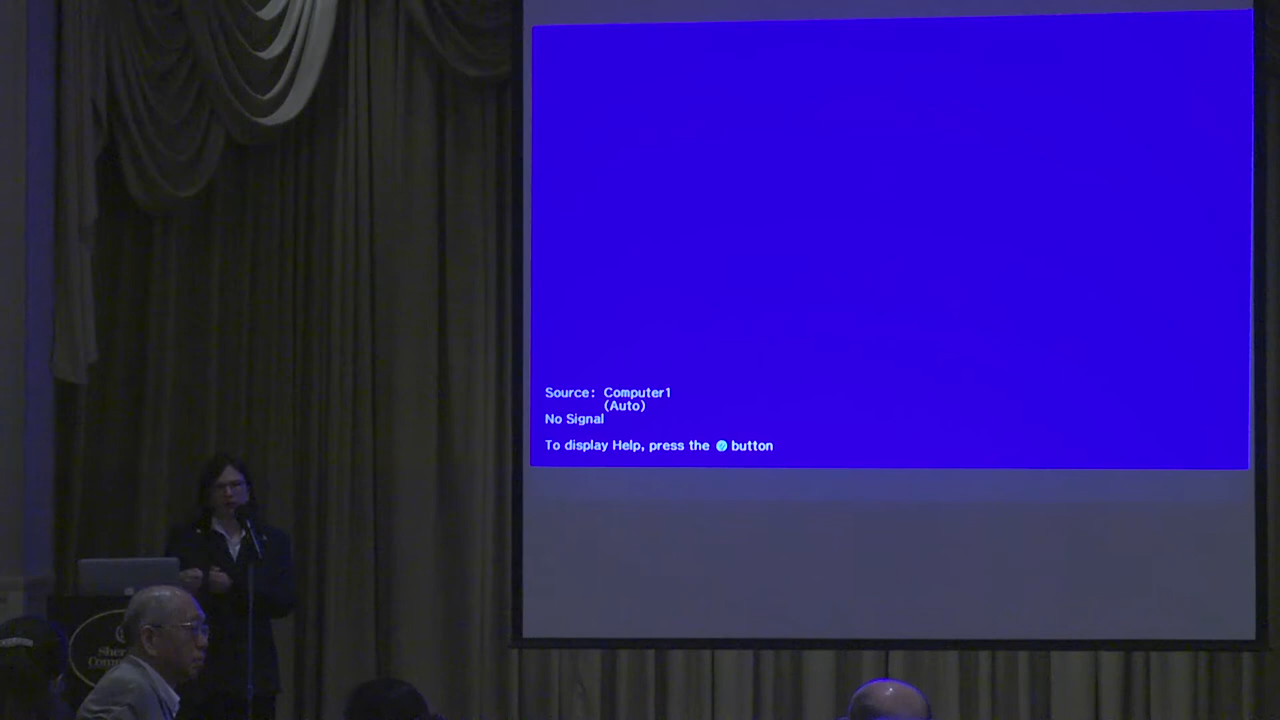 Source: Computer1
(Auto)
No Signal
To display Help, press the ? button